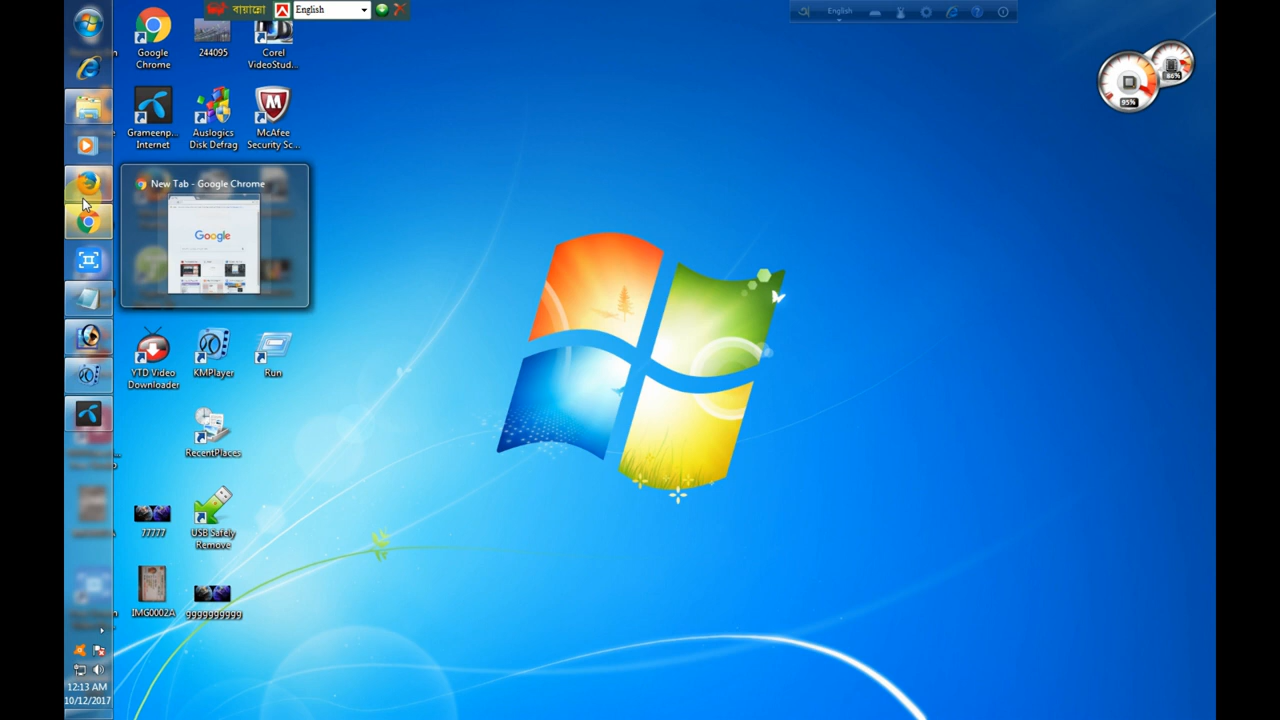 বায়ান্নো
English
English
Google
Chrome
244095
Corel
VideoStud...
95%
86%
Grameenp...
Internet
Auslogics
Disk Defrag
McAfee
Security Sc...
New Tab - Google Chrome
Google
YTD Video
Downloader
KMPlayer
Run
RecentPlaces
77777
USB Safely
Remove
IMG0002A
gggggggggg
12:13 AM
10/12/2017